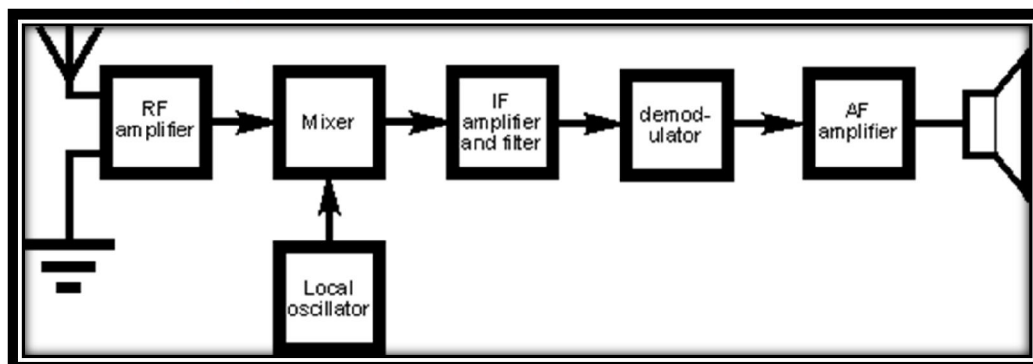 RF
amplifier
Mixer
IF
amplifier
and filter
demod-
ulator
AF
amplifier
Local
oscillator